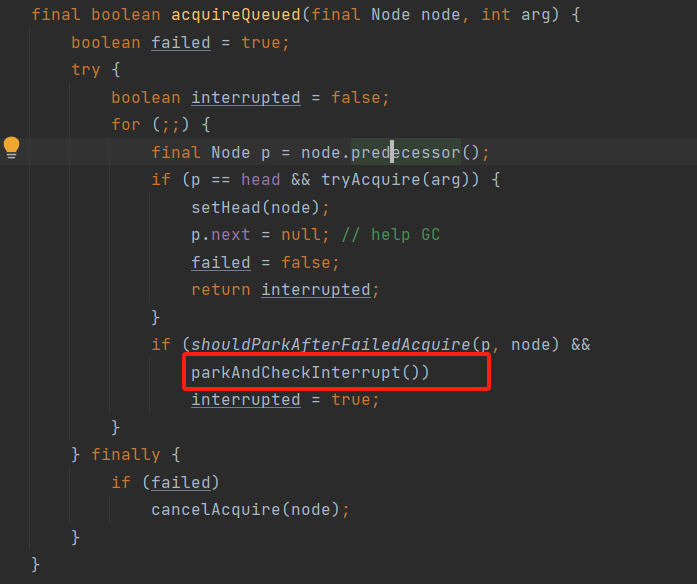 final boolean acquireQueued(final Node node, int arg) {
boolean failed = true;
try {
boolean interrupted = false;
for (;;) {
final Node p = node.predecessor();
if (p == head && tryAcquire(arg)) {
setHead(node);
p.next = null; // help GC
failed = false;
return interrupted;
}
if (shouldParkAfterFailedAcquire(p, node) &&
parkAndCheckInterrupt())
interrupted = true;
}
} finally {
if (failed)
cancelAcquire(node);
}
}